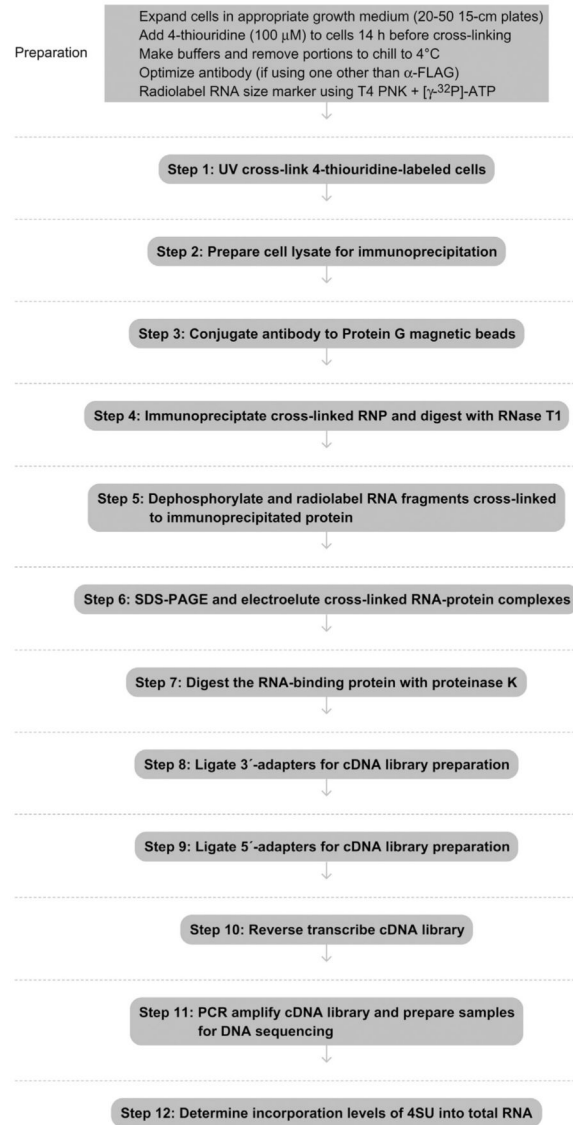 Expand cells in appropriate growth medium (20-50 15-cm plates)
Add 4-thiouridine (100 μM) to cells 14 h before cross-linking
Preparation
Make buffers and remove portions to chill to 4°C
Optimize antibody (if using one other than α-FLAG)
Radiolabel RNA size marker using T4 PNK + [γ-32P]-ATP
Step 1: UV cross-link 4-thiouridine-labeled cells
Step 2: Prepare cell lysate for immunoprecipitation
Step 3: Conjugate antibody to Protein G magnetic beads
Step 4: Immunopreciptate cross-linked RNP and digest with RNase T1
Step 5: Dephosphorylate and radiolabel RNA fragments cross-linked
to immunoprecipitated protein
Step 6: SDS-PAGE and electroelute cross-linked RNA-protein complexes
Step 7: Digest the RNA-binding protein with proteinase K
Step 8: Ligate 3´-adapters for cDNA library preparation
Step 9: Ligate 5´-adapters for cDNA library preparation
Step 10: Reverse transcribe cDNA library
Step 11: PCR amplify cDNA library and prepare samples
for DNA sequencing
Step 12: Determine incorporation levels of 4SU into total RNA